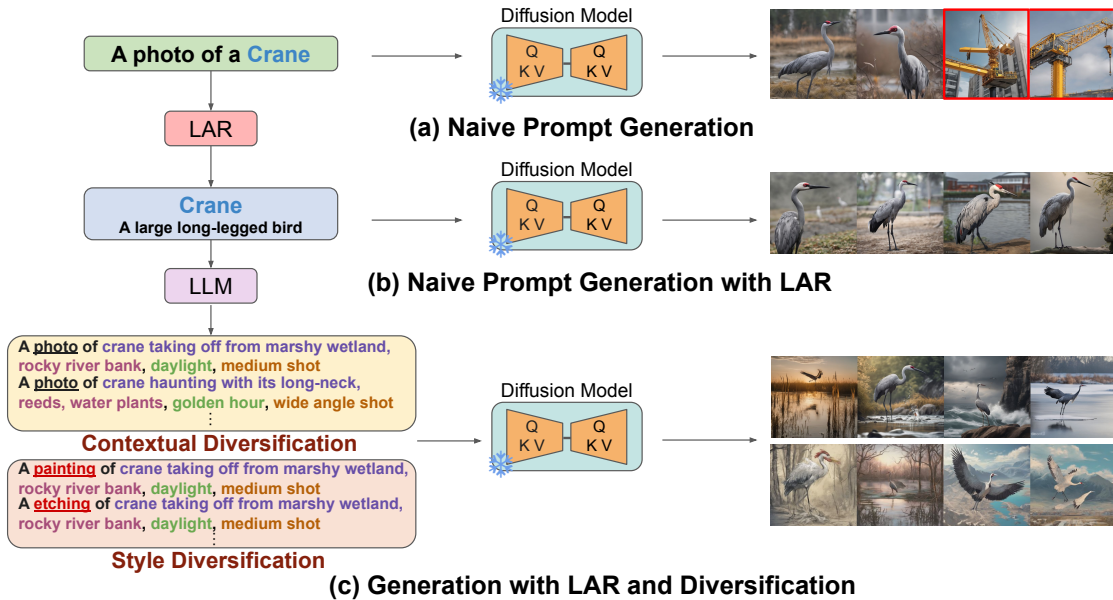 A photo of a Crane
Diffusion Model
Q
K V
Q
K V
(a) Naive Prompt Generation
LAR
Crane
A large long-legged bird
Diffusion Model
Q
K V
Q
K V
(b) Naive Prompt Generation with LAR
LLM
A photo of crane taking off from marshy wetland,
rocky river bank, daylight, medium shot
A photo of crane haunting with its long-neck,
reeds, water plants, golden hour, wide angle shot
⋮
Contextual Diversification
Diffusion Model
Q
K V
Q
K V
A painting of crane taking off from marshy wetland,
rocky river bank, daylight, medium shot
A etching of crane taking off from marshy wetland,
rocky river bank, daylight, medium shot
⋮
Style Diversification
(c) Generation with LAR and Diversification